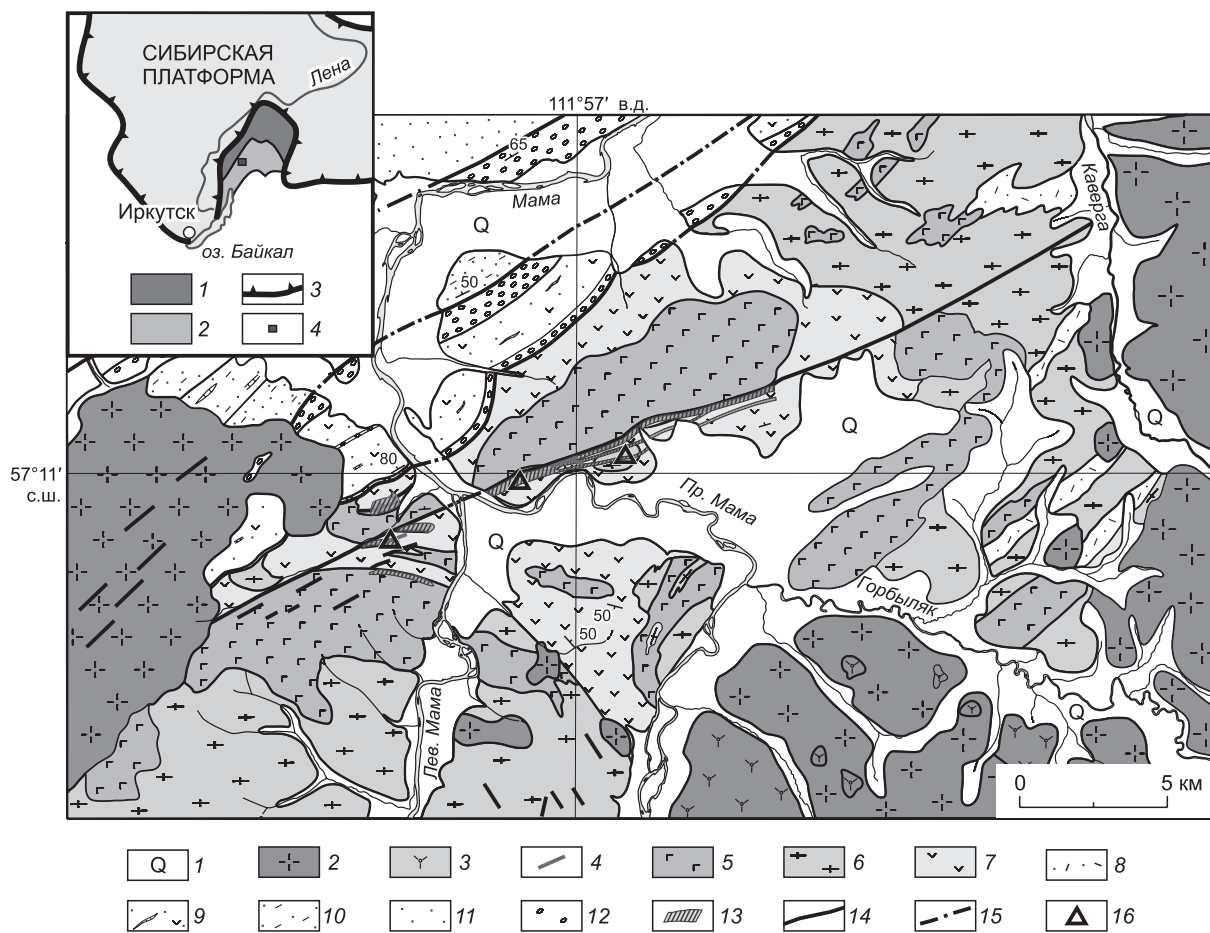 СИБИРСКАЯ
ПЛАТФОРМА
Лена
Иркутск
оз. Байкал
1
3
2
4
111°57′ в.д.
65
Мама
Q
Каверга
50
Q
Q
57°11′
с.ш.
80
Пр. Мама
Q
Горбыляк
50
50
Лев. Мама
Q
0
5 км
Q
1
2
3
4
5
6
7
8
9
10
11
12
13
14
15
16